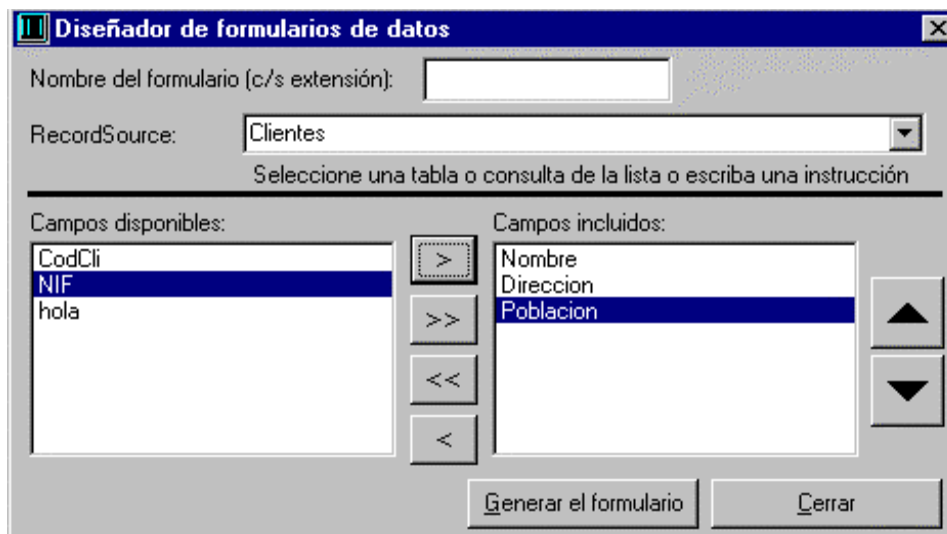 Diseñador de formularios de datos
Nombre del formulario (c/s extensión):
RecordSource: Clientes
Seleccione una tabla o consulta de la lista o escriba una instrucción
Campos disponibles:
CodCli
NIF
hola
>
>>
<<
<
Campos incluidos:
Nombre
Direccion
Poblacion
Generar el formulario
Cerrar